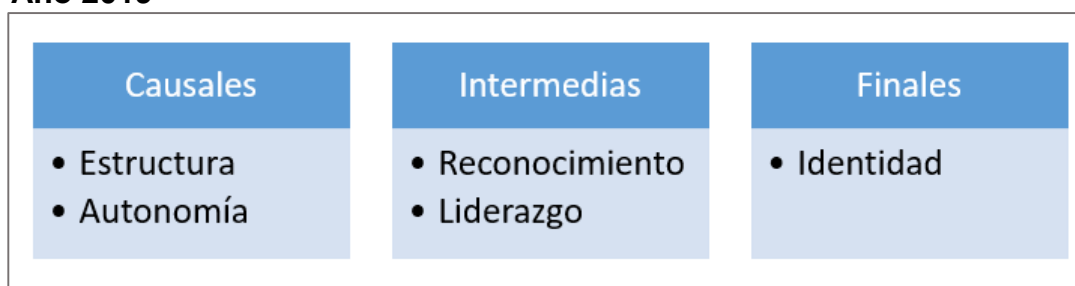 Causales
• Estructura
• Autonomía
Intermedias
• Reconocimiento
• Liderazgo
Finales
• Identidad